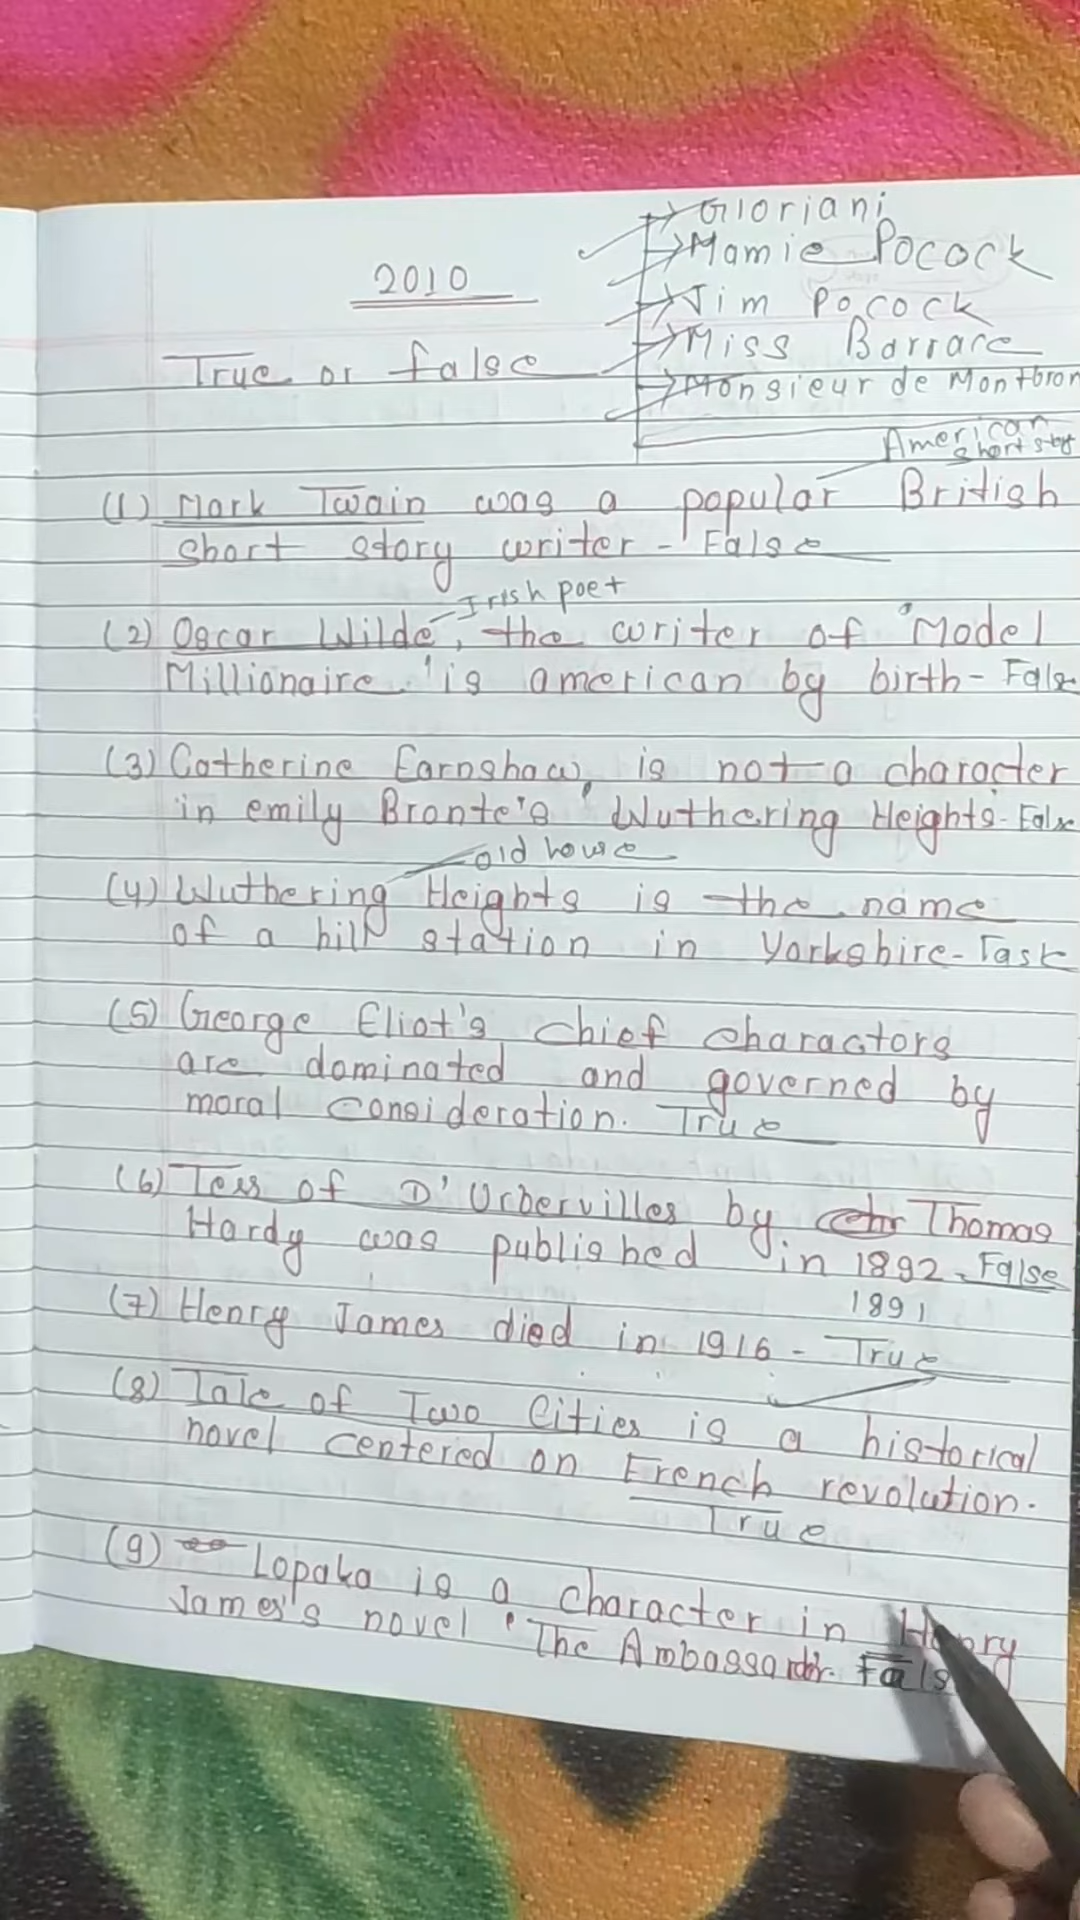 Gloriani
Mamie Pocock
2010
Jim Pocock
Miss Barrace
True or false
Monsieur de Montbron
American
short story
(1) Mark Twain was a popular British
short story writer - False
Irish poet
(2) Oscar Wilde, the writer of 'Model
Millionaire' is american by birth - False
(3) Catherine Earnshaw, is not a character
in emily Bronte's 'Wuthering Heights - False
old house
(4) Wuthering Heights is the name
of a hill station in Yorkshire -
(5) George Eliot's chief charactors
are dominated and governed by
moral consideration. True
(6) Tess of D'Urbervilles by Thomas
Hardy was published in 1892 - False
1891
(7) Henry James died in 1916 - True
(8) Tale of Two Cities is a historical
novel centered on French revolution.
True
(9) Lopaka is a character in Henry
James's novel 'The Ambassador. Fals